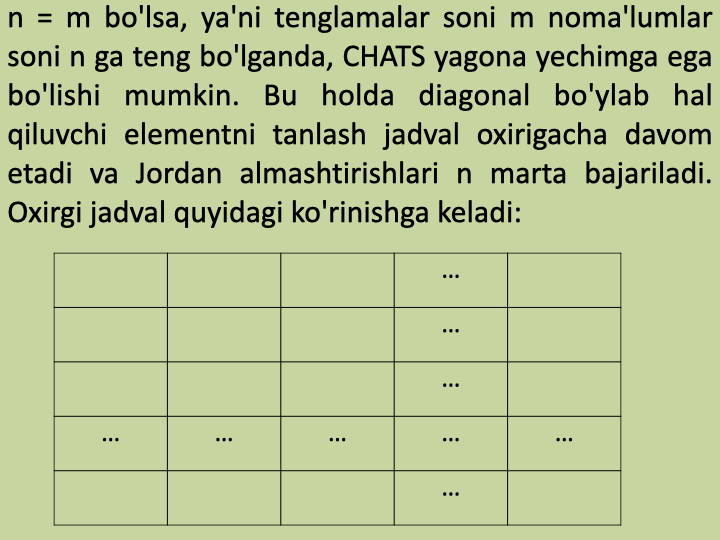 n = m bo'lsa, ya'ni tenglamalar soni m noma'lumlar
soni n ga teng bo'lganda, CHATS yagona yechimga ega
bo'lishi mumkin. Bu holda diagonal bo'ylab hal
qiluvchi elementni tanlash jadval oxirigacha davom
etadi va Jordan almashtirishlari n marta bajariladi.
Oxirgi jadval quyidagi ko'rinishga keladi:
...
...
...
... ... ... ... ...
...